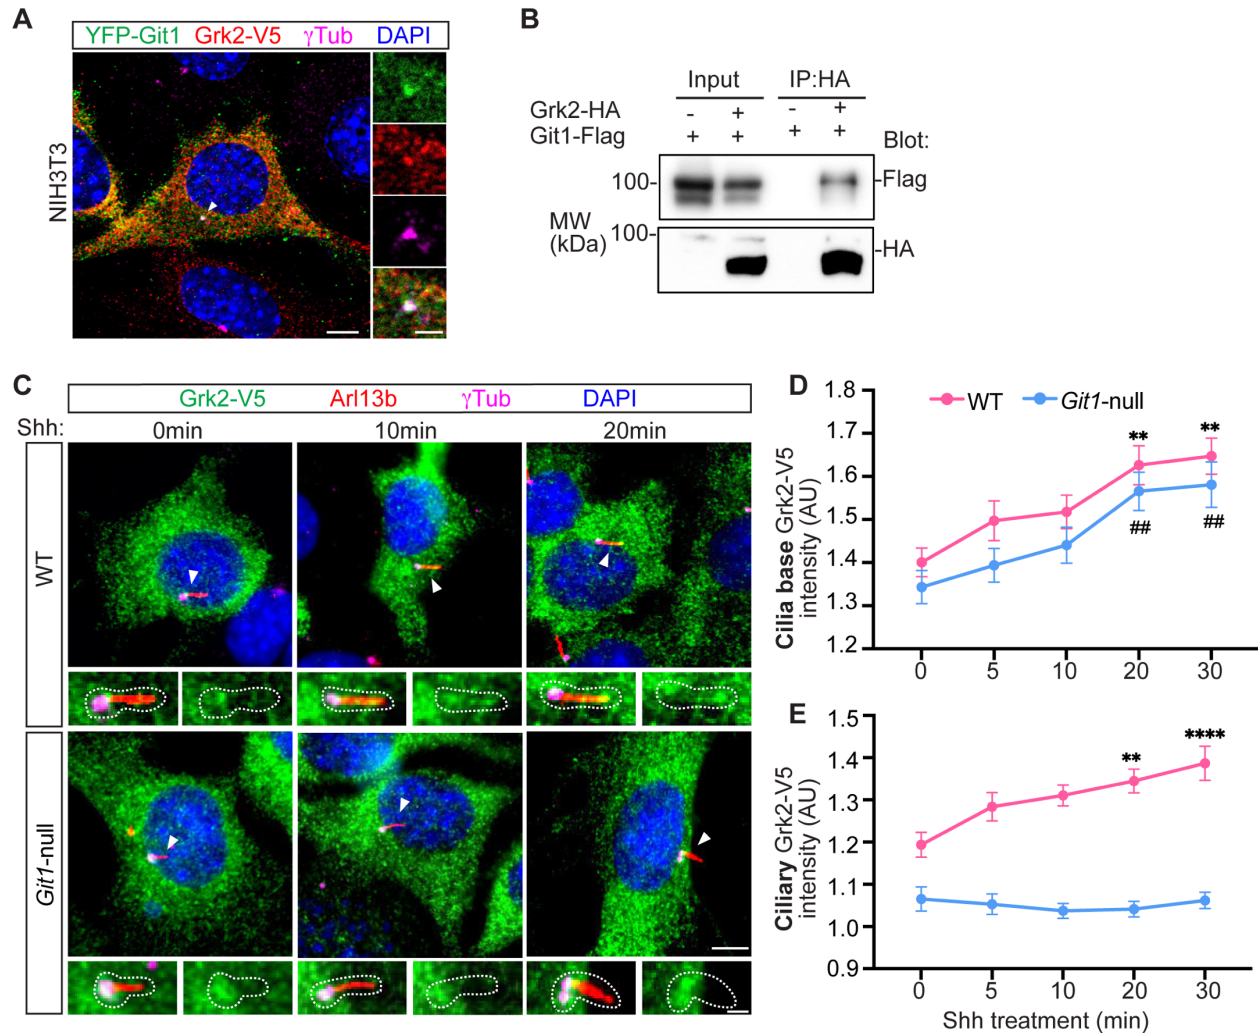 A
YFP-Git1 Grk2-V5 γTub DAPI
NIH3T3
B
Input IP:HA
Grk2-HA - + - +
Git1-Flag + + + + Blot:
100- -Flag
MW
(kDa)
100- -HA
C
Grk2-V5 Arl13b γTub DAPI
Shh: 0min 10min 20min
WT
Git1-null
D
1.8
1.7
1.6
1.5
1.4
1.3
1.2
Cilia base Grk2-V5
intensity (AU)
WT Git1-null
** **
## ##
0 5 10 20 30
E
1.5
1.4
1.3
1.2
1.1
1.0
0.9
Ciliary Grk2-V5
intensity (AU)
** ****
0 5 10 20 30
Shh treatment (min)